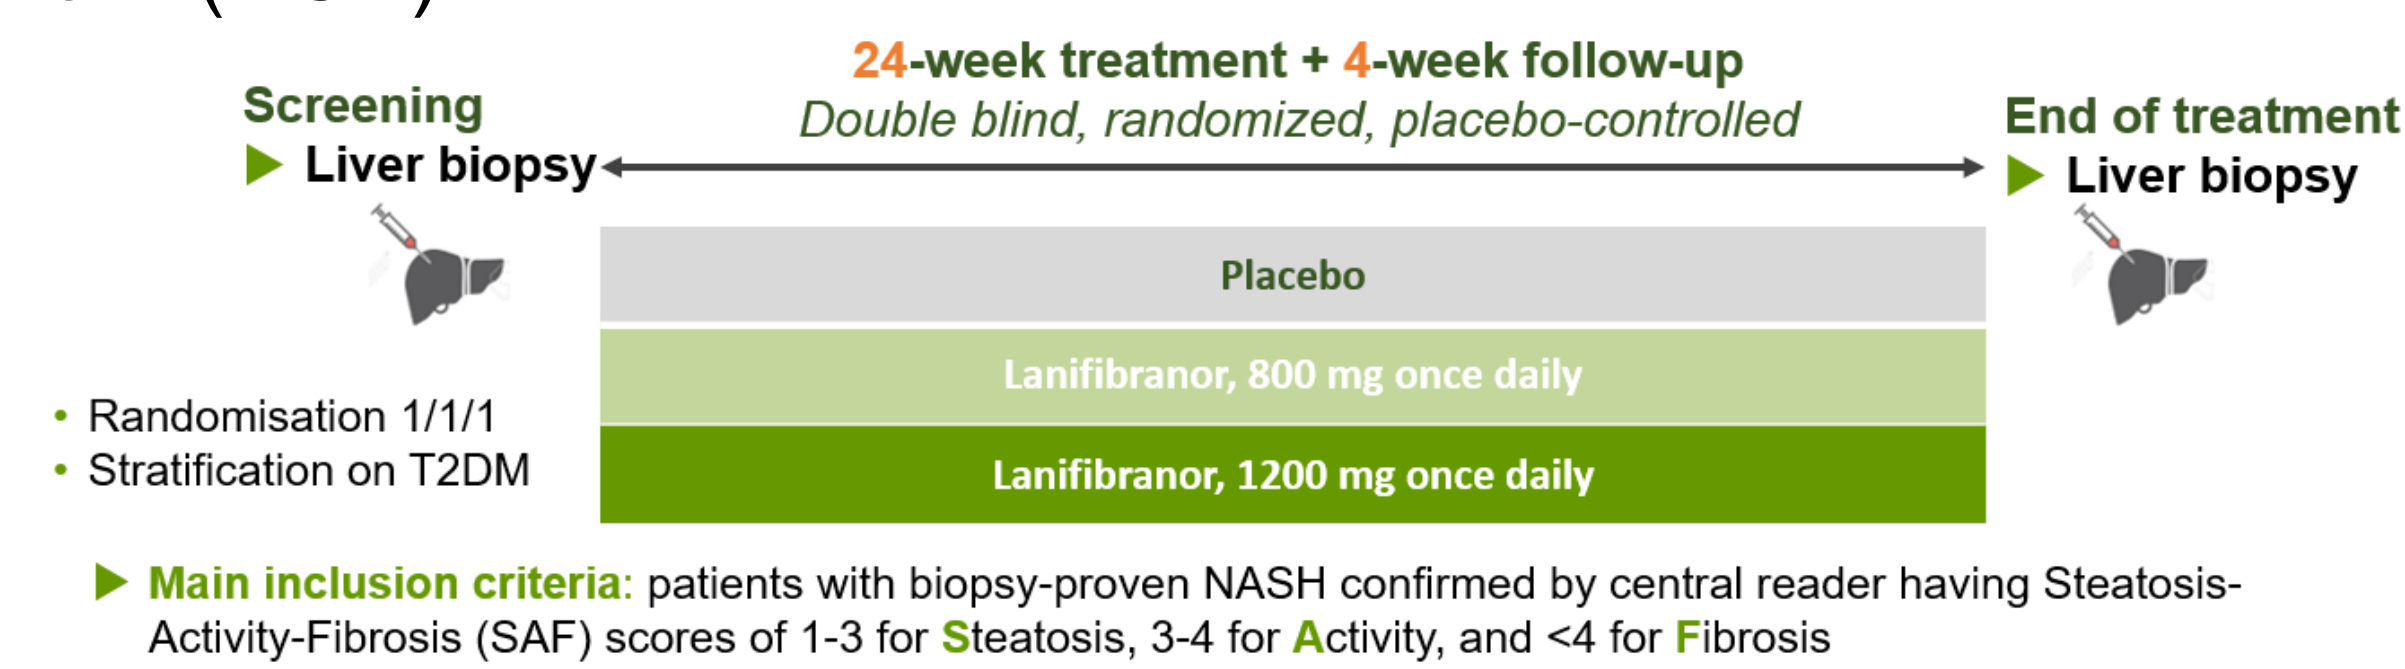 24-week treatment + 4-week follow-up
Double blind, randomized, placebo-controlled
Screening
Liver biopsy
End of treatment
Liver biopsy
Placebo
Lanifibranor, 800 mg once daily
Lanifibranor, 1200 mg once daily
• Randomisation 1/1/1
• Stratification on T2DM
Main inclusion criteria: patients with biopsy-proven NASH confirmed by central reader having Steatosis-
Activity-Fibrosis (SAF) scores of 1-3 for Steatosis, 3-4 for Activity, and <4 for Fibrosis